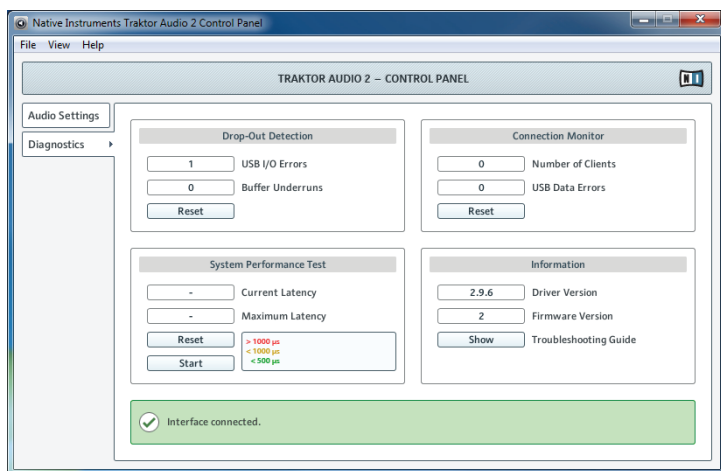 Native Instruments Traktor Audio 2 Control Panel
File View Help
TRAKTOR AUDIO 2 – CONTROL PANEL
NI
Audio Settings
Diagnostics
Drop-Out Detection
1 USB I/O Errors
0 Buffer Underruns
Reset
Connection Monitor
0 Number of Clients
0 USB Data Errors
Reset
System Performance Test
- Current Latency
- Maximum Latency
Reset
Start
> 1000 µs
< 1000 µs
< 500 µs
Information
2.9.6 Driver Version
2 Firmware Version
Show Troubleshooting Guide
Interface connected.